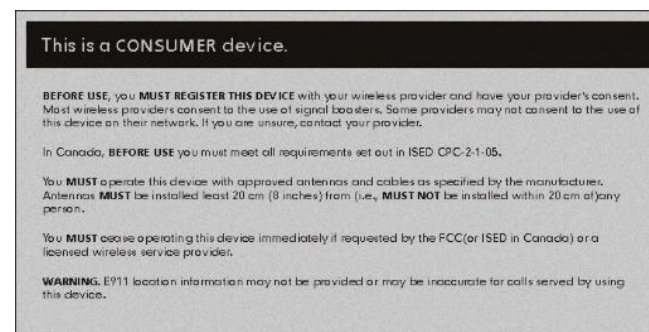 This is a CONSUMER device.
BEFORE USE, you MUST REGISTER THIS DEVICE with your wireless provider and have your provider's consent.
Most wireless providers consent to the use of signal boosters. Some providers may not consent to the use of
this device on their network. If you are unsure, contact your provider.
In Canada, BEFORE USE you must meet all requirements set out in ISED CPC-2-1-05.
You MUST operate this device with approved antennas and cables as specified by the manufacturer.
Antennas MUST be installed least 20 cm (8 inches) from (i.e., MUST NOT be installed within 20 cm of)any
person.
You MUST cease operating this device immediately if requested by the FCC(or ISED in Canada) or a
licensed wireless service provider.
WARNING. E911 location information may not be provided or may be inaccurate for calls served by using
this device.